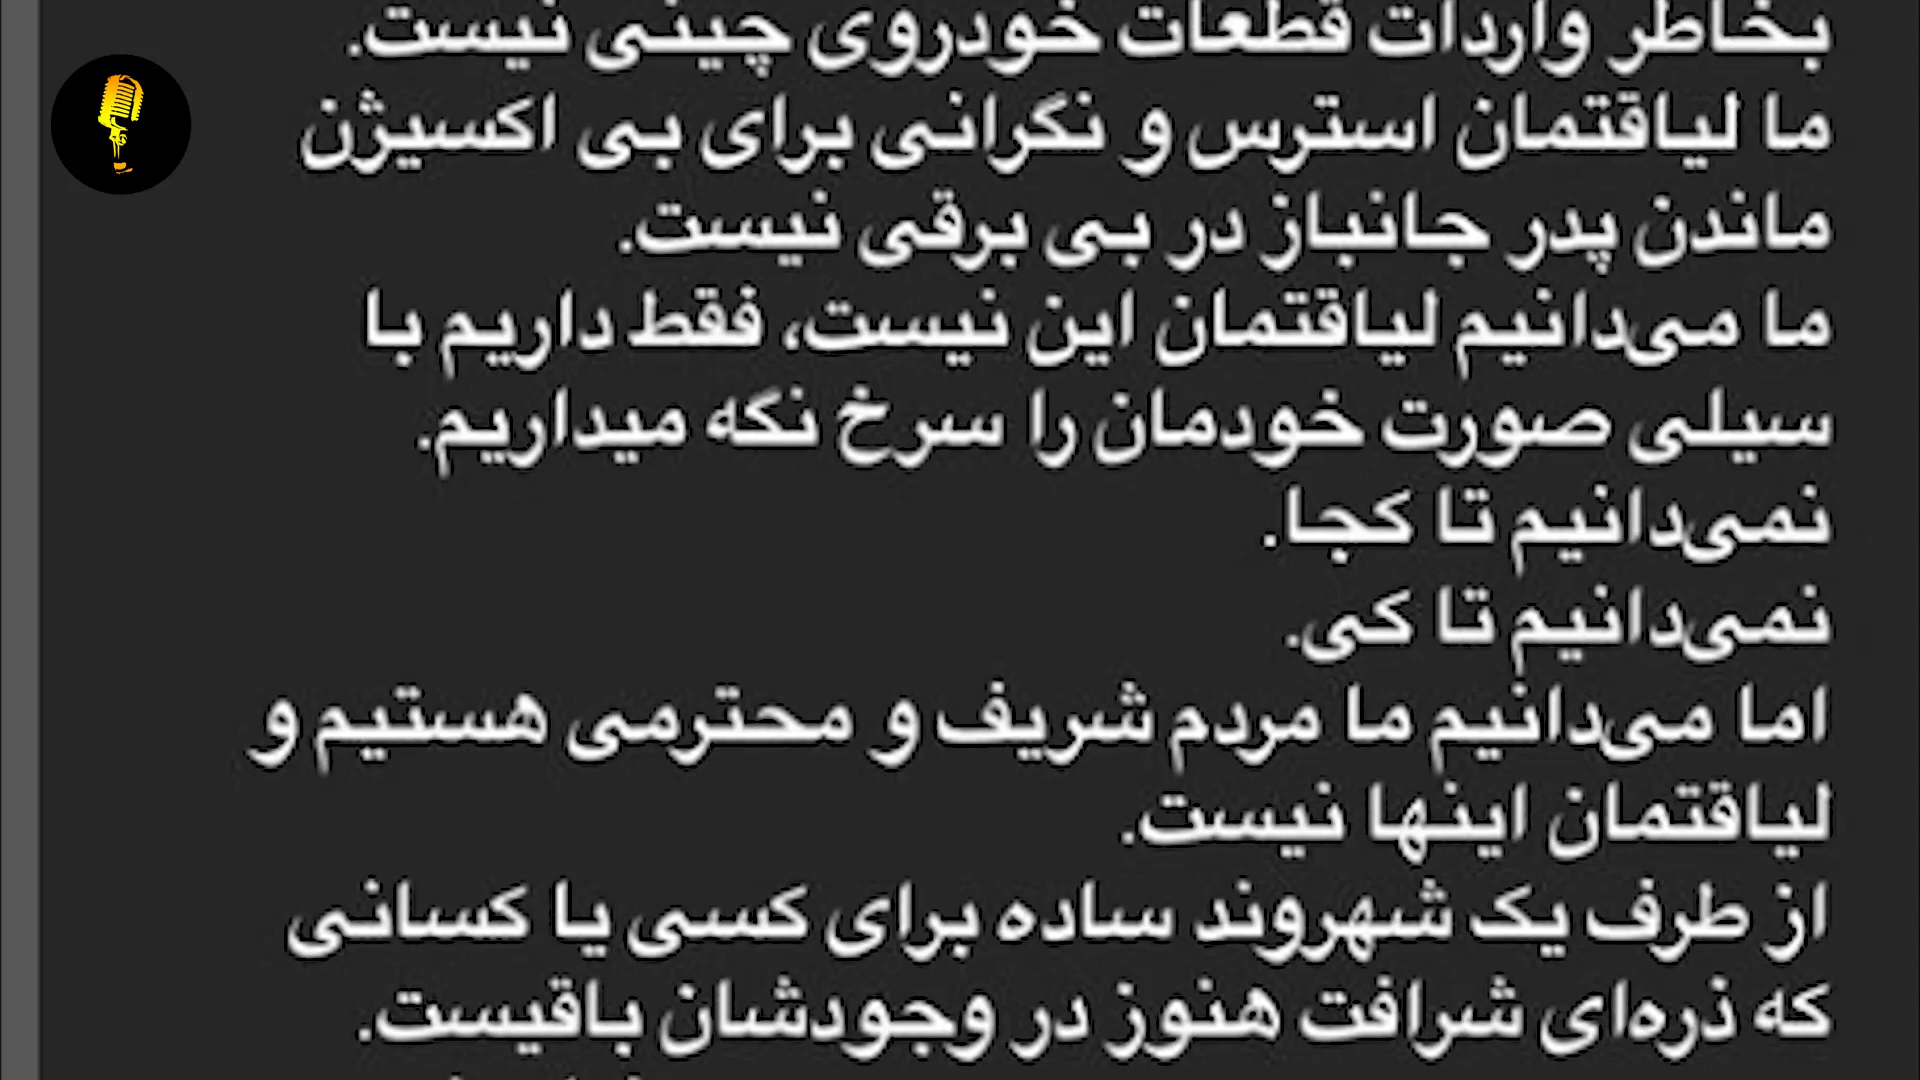 بخاطر واردات قطعات خودروی چینی نیست.
ما لیاقتمان استرس و نگرانی برای بی اکسیژن
ماندن پدر جانباز در بی برقی نیست.
ما می‌دانیم لیاقتمان این نیست، فقط داریم با
سیلی صورت خودمان را سرخ نگه میداریم.
نمی‌دانیم تا کجا.
نمی‌دانیم تا کی.
اما می‌دانیم ما مردم شریف و محترمی هستیم و
لیاقتمان اینها نیست.
از طرف یک شهروند ساده برای کسی یا کسانی
که ذره‌ای شرافت هنوز در وجودشان باقیست.